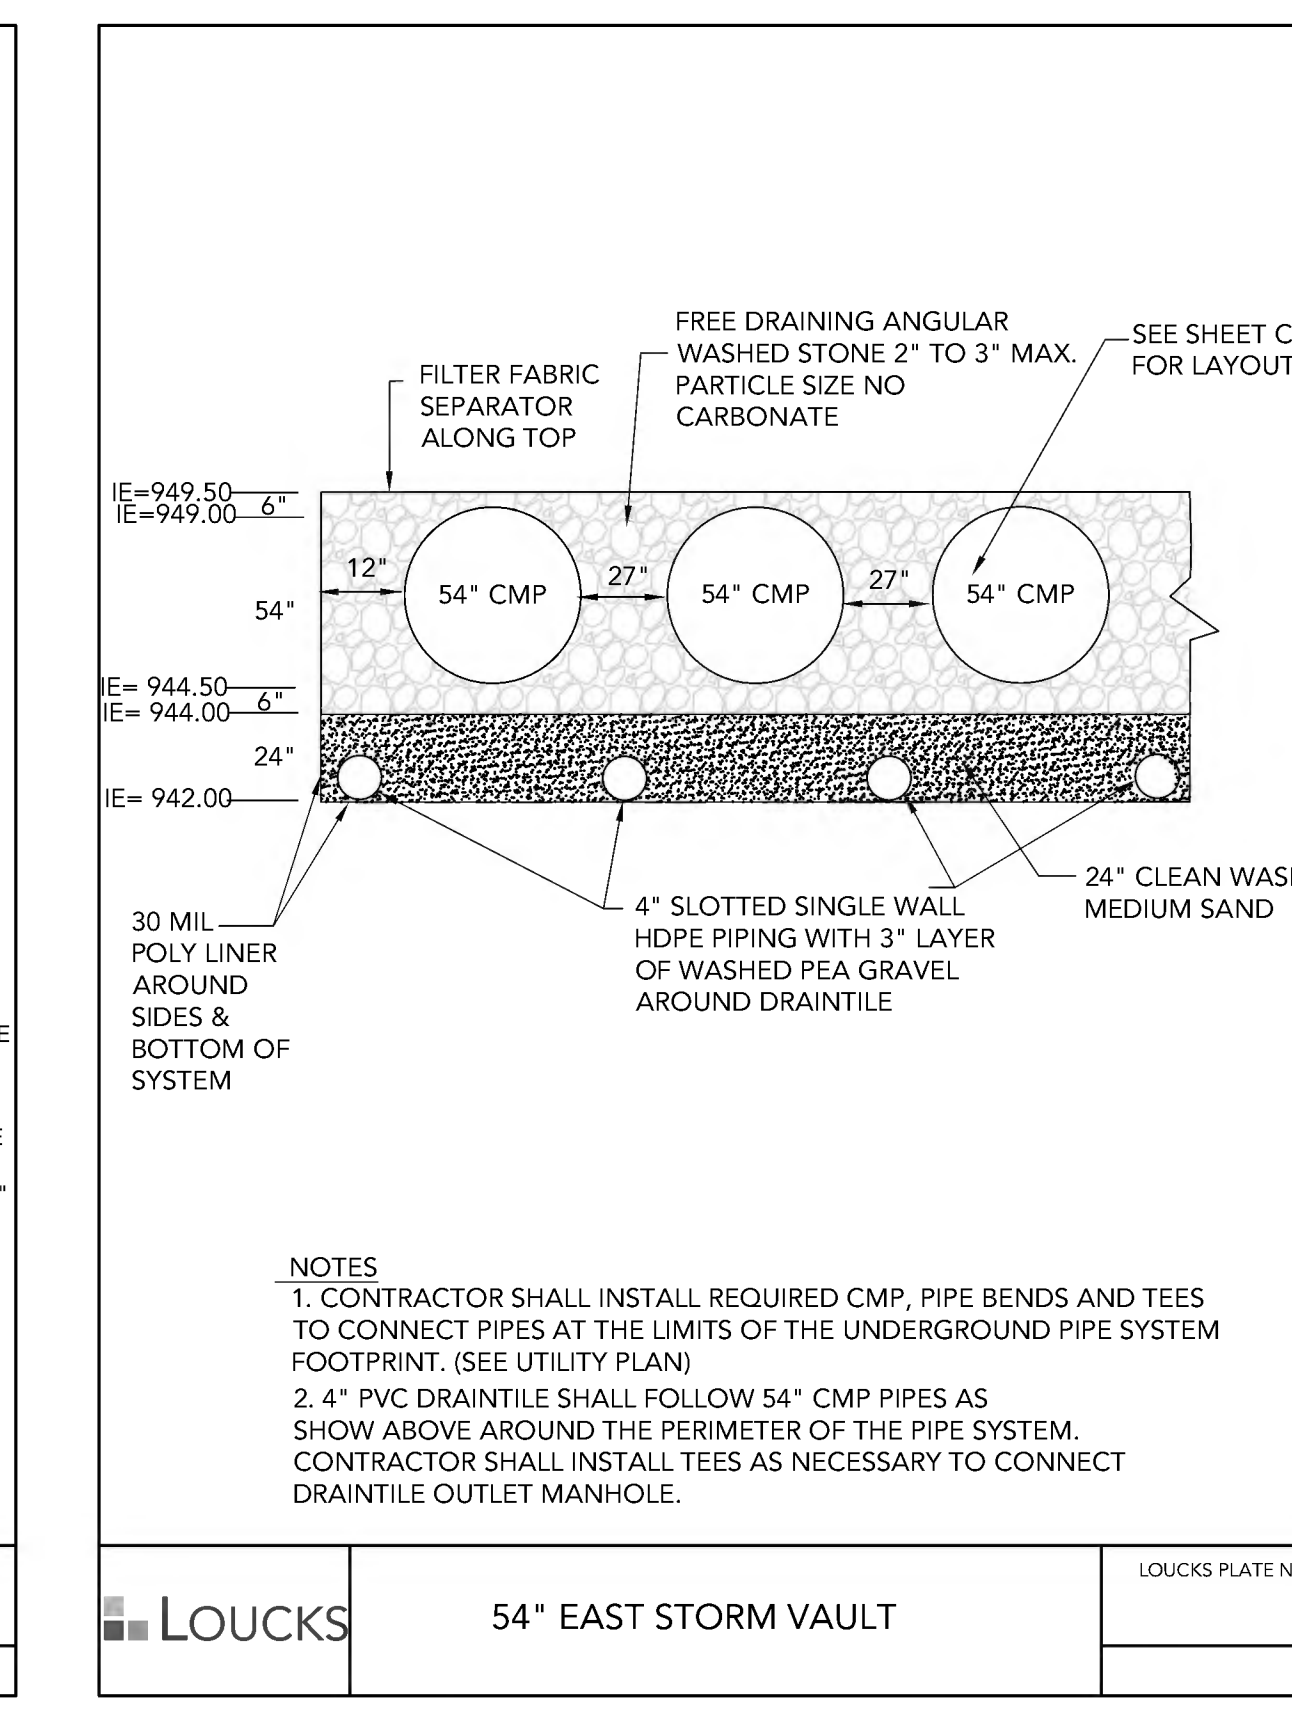 FREE DRAINING ANGULAR
WASHED STONE 2" TO 3" MAX.
PARTICLE SIZE NO
CARBONATE
SEE SHEET C
FOR LAYOUT
FILTER FABRIC
SEPARATOR
ALONG TOP
IE=949.50
6"
IE=949.00
12"
27"
27"
54" CMP
54" CMP
54" CMP
54"
IE= 944.50
6"
IE= 944.00
24"
IE= 942.00
24" CLEAN WAS
MEDIUM SAND
4" SLOTTED SINGLE WALL
HDPE PIPING WITH 3" LAYER
OF WASHED PEA GRAVEL
AROUND DRAINTILE
30 MIL
POLY LINER
AROUND
SIDES &
BOTTOM OF
SYSTEM
E
E
"
NOTES
1. CONTRACTOR SHALL INSTALL REQUIRED CMP, PIPE BENDS AND TEES
TO CONNECT PIPES AT THE LIMITS OF THE UNDERGROUND PIPE SYSTEM
FOOTPRINT. (SEE UTILITY PLAN)
2. 4" PVC DRAINTILE SHALL FOLLOW 54" CMP PIPES AS
SHOW ABOVE AROUND THE PERIMETER OF THE PIPE SYSTEM.
CONTRACTOR SHALL INSTALL TEES AS NECESSARY TO CONNECT
DRAINTILE OUTLET MANHOLE.
LOUCKS
54" EAST STORM VAULT
LOUCKS PLATE N